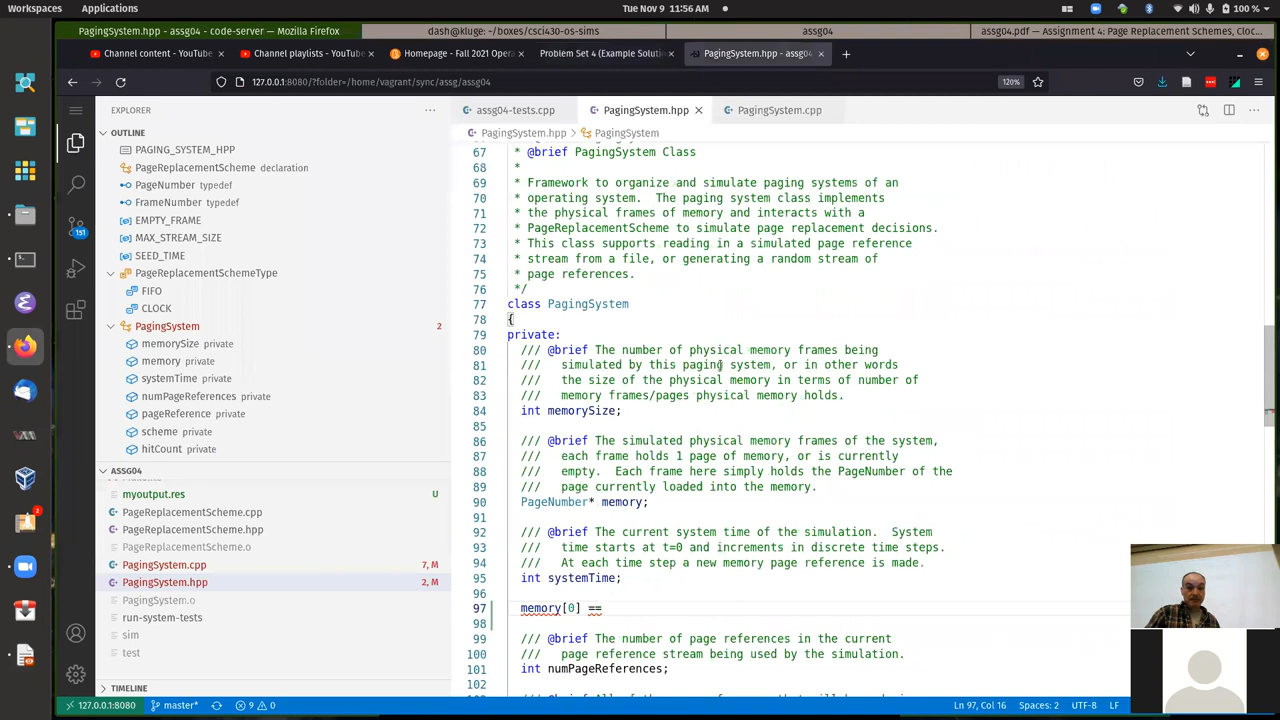 Workspaces Applications Tue Nov 9 11:56 AM 100 %
PagingSystem.hpp - assg04 - code-server — Mozilla Firefox dash@kluge: ~/boxes/csci430-os-sims assg04 assg04.pdf — Assignment 4: Page Replacement Schemes, Cloc...
Channel content - YouTube Channel playlists - YouTube Homepage - Fall 2021 Opera Problem Set 4 (Example Solution PagingSystem.hpp - assg04
127.0.0.1:8080/?folder=/home/vagrant/sync/assg/assg04 120%
EXPLORER
assg04-tests.cpp PagingSystem.hpp PagingSystem.cpp
PagingSystem.hpp > PagingSystem
OUTLINE
PAGING_SYSTEM_HPP
PageReplacementScheme declaration
PageNumber typedef
FrameNumber typedef
EMPTY_FRAME
MAX_STREAM_SIZE
SEED_TIME
PageReplacementSchemeType
FIFO
CLOCK
PagingSystem 2
memorySize private
memory private
systemTime private
numPageReferences private
pageReference private
scheme private
hitCount private
ASSG04
myoutput.res U
PageReplacementScheme.cpp
PageReplacementScheme.hpp
PageReplacementScheme.o
PagingSystem.cpp 7, M
PagingSystem.hpp 2, M
PagingSystem.o
run-system-tests
sim
test
TIMELINE
151
2
67 * @brief PagingSystem Class
68 *
69 * Framework to organize and simulate paging systems of an
70 * operating system. The paging system class implements
71 * the physical frames of memory and interacts with a
72 * PageReplacementScheme to simulate page replacement decisions.
73 * This class supports reading in a simulated page reference
74 * stream from a file, or generating a random stream of
75 * page references.
76 */
77 class PagingSystem
78 {
79 private:
80 /// @brief The number of physical memory frames being
81 /// simulated by this paging system, or in other words
82 /// the size of the physical memory in terms of number of
83 /// memory frames/pages physical memory holds.
84 int memorySize;
85
86 /// @brief The simulated physical memory frames of the system,
87 /// each frame holds 1 page of memory, or is currently
88 /// empty. Each frame here simply holds the PageNumber of the
89 /// page currently loaded into the memory.
90 PageNumber* memory;
91
92 /// @brief The current system time of the simulation. System
93 /// time starts at t=0 and increments in discrete time steps.
94 /// At each time step a new memory page reference is made.
95 int systemTime;
96
97 memory[0] ==
98
99 /// @brief The number of page references in the current
100 /// page reference stream being used by the simulation.
101 int numPageReferences;
102
127.0.0.1:8080 master* 9 0 Ln 97, Col 16 Spaces: 2 UTF-8 LF C++